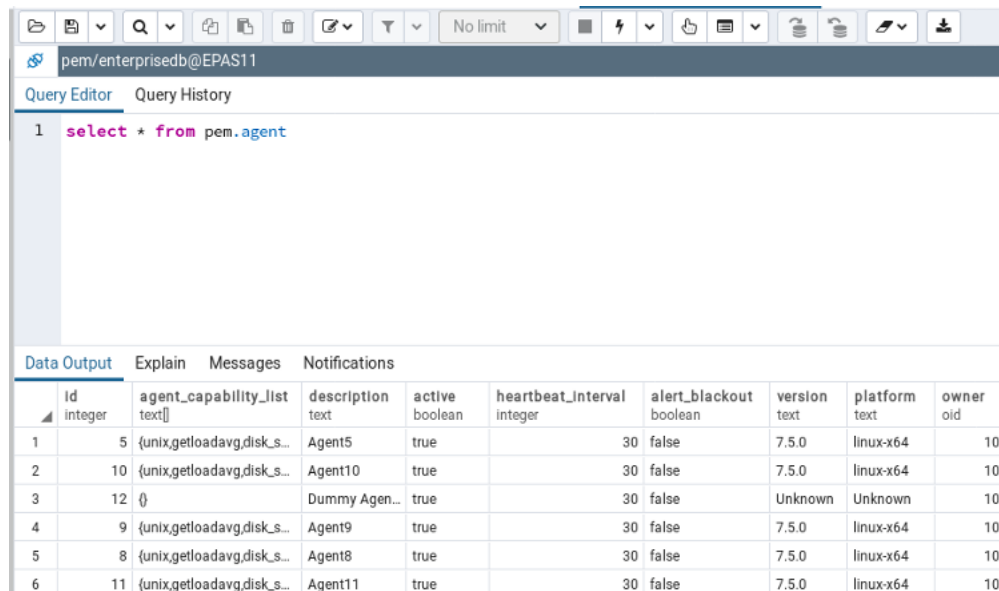 No limit
pem/enterprisedb@EPAS11
Query Editor Query History
1 select * from pem.agent
Data Output Explain Messages Notifications
id agent_capability_list description active heartbeat_interval alert_blackout version platform owner
integer text[] text boolean integer boolean text text oid
1 5 {unix,getloadavg,disk_s... Agent5 true 30 false 7.5.0 linux-x64 10
2 10 {unix,getloadavg,disk_s... Agent10 true 30 false 7.5.0 linux-x64 10
3 12 {} Dummy Agen... true 30 false Unknown Unknown 10
4 9 {unix,getloadavg,disk_s... Agent9 true 30 false 7.5.0 linux-x64 10
5 8 {unix,getloadavg,disk_s... Agent8 true 30 false 7.5.0 linux-x64 10
6 11 {unix,getloadavg,disk_s... Agent11 true 30 false 7.5.0 linux-x64 10